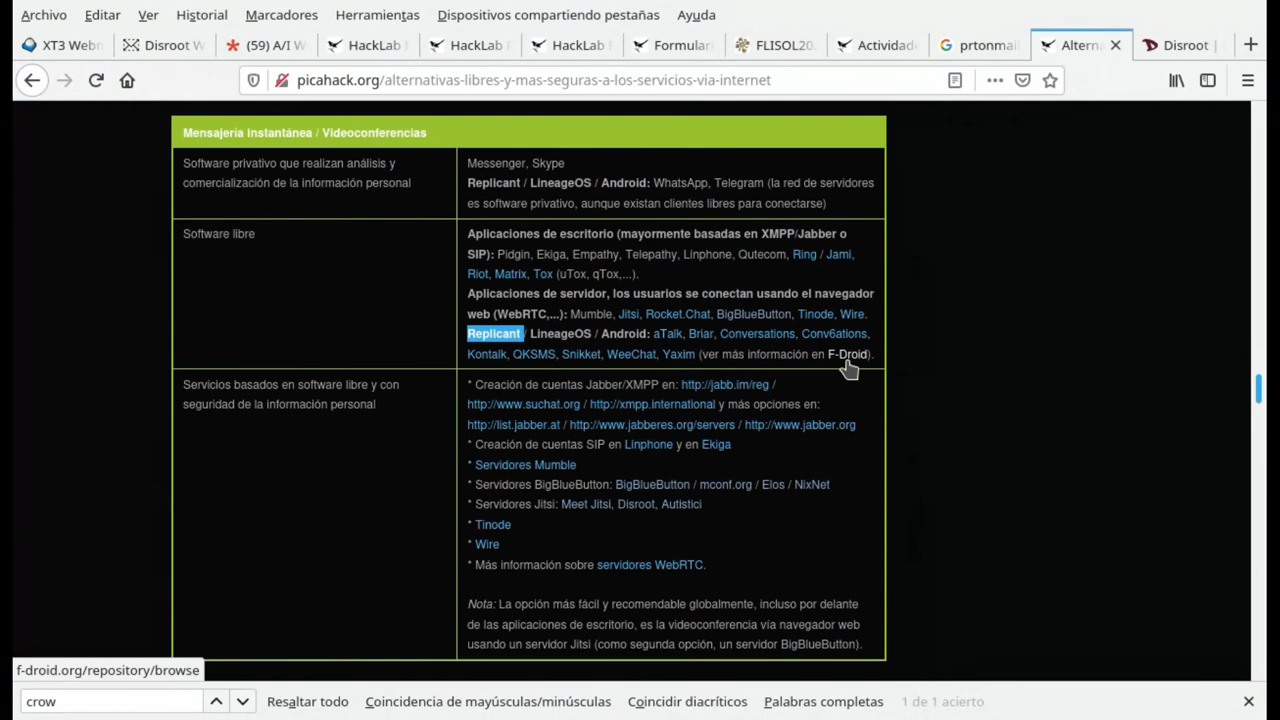 Archivo Editar Ver Historial Marcadores Herramientas Dispositivos compartiendo pestañas Ayuda
XT3 Webm Disroot W (59) A/I W HackLab HackLab HackLab Formular FLISOL20 Actividad prtonmail Altern Disroot |
picahack.org/alternativas-libres-y-mas-seguras-a-los-servicios-via-internet
Mensajería instantánea / Videoconferencias
Software privativo que realizan análisis y
comercialización de la información personal
Messenger, Skype
Replicant / LineageOS / Android: WhatsApp, Telegram (la red de servidores
es software privativo, aunque existan clientes libres para conectarse)
Software libre
Aplicaciones de escritorio (mayormente basadas en XMPP/Jabber o
SIP): Pidgin, Ekiga, Empathy, Telepathy, Linphone, Qutecom, Ring / Jami,
Riot, Matrix, Tox (uTox, qTox,...).
Aplicaciones de servidor, los usuarios se conectan usando el navegador
web (WebRTC,...): Mumble, Jitsi, Rocket.Chat, BigBlueButton, Tinode, Wire.
Replicant / LineageOS / Android: aTalk, Briar, Conversations, Conv6ations,
Kontalk, QKSMS, Snikket, WeeChat, Yaxim (ver más información en F-Droid).
Servicios basados en software libre y con
seguridad de la información personal
* Creación de cuentas Jabber/XMPP en: http://jabb.im/reg /
http://www.suchat.org / http://xmpp.international y más opciones en:
http://list.jabber.at / http://www.jabberes.org/servers / http://www.jabber.org
* Creación de cuentas SIP en Linphone y en Ekiga
* Servidores Mumble
* Servidores BigBlueButton: BigBlueButton / mconf.org / Elos / NixNet
* Servidores Jitsi: Meet Jitsi, Disroot, Autistici
* Tinode
* Wire
* Más información sobre servidores WebRTC.
Nota: La opción más fácil y recomendable globalmente, incluso por delante
de las aplicaciones de escritorio, es la videoconferencia vía navegador web
usando un servidor Jitsi (como segunda opción, un servidor BigBlueButton).
f-droid.org/repository/browse
crow Resaltar todo Coincidencia de mayúsculas/minúsculas Coincidir diacríticos Palabras completas 1 de 1 acierto